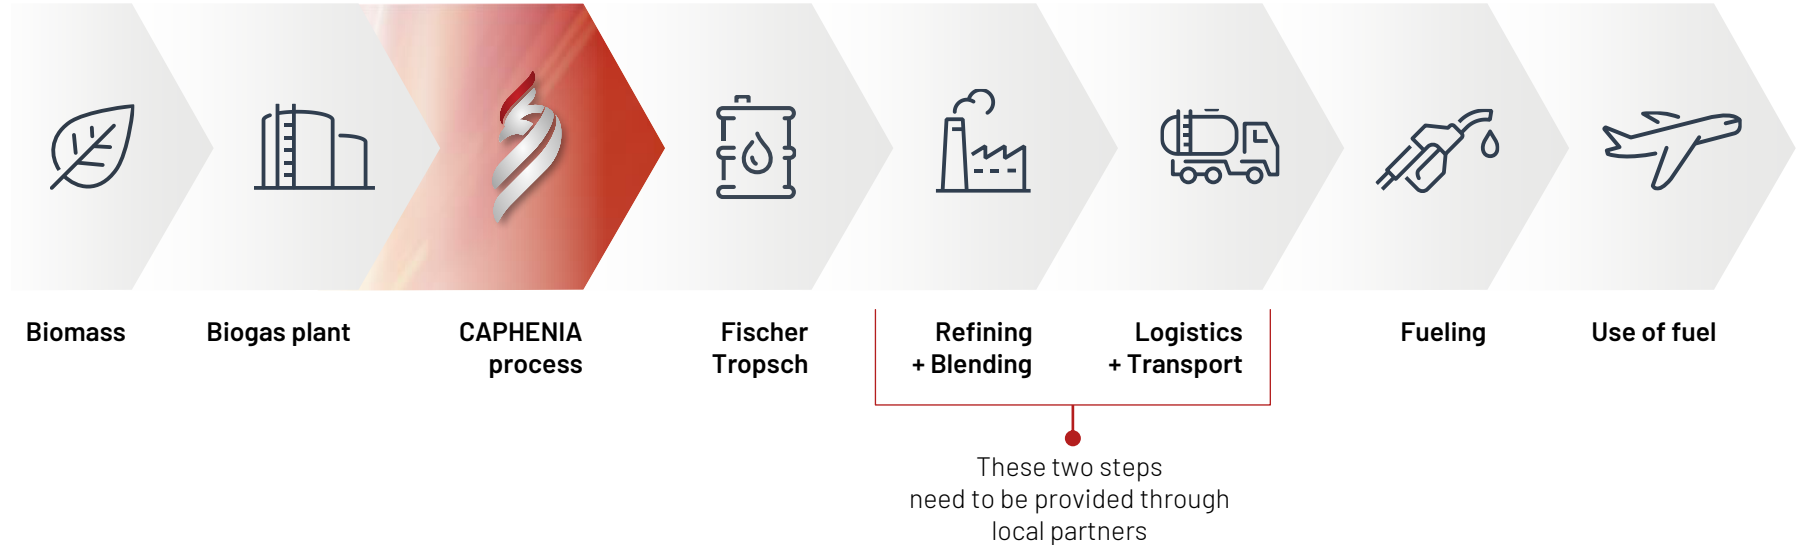 Biomass
Biogas plant
CAPHENIA
process
Fischer
Tropsch
Refining
+ Blending
Logistics
+ Transport
Fueling
Use of fuel
These two steps
need to be provided through
local partners